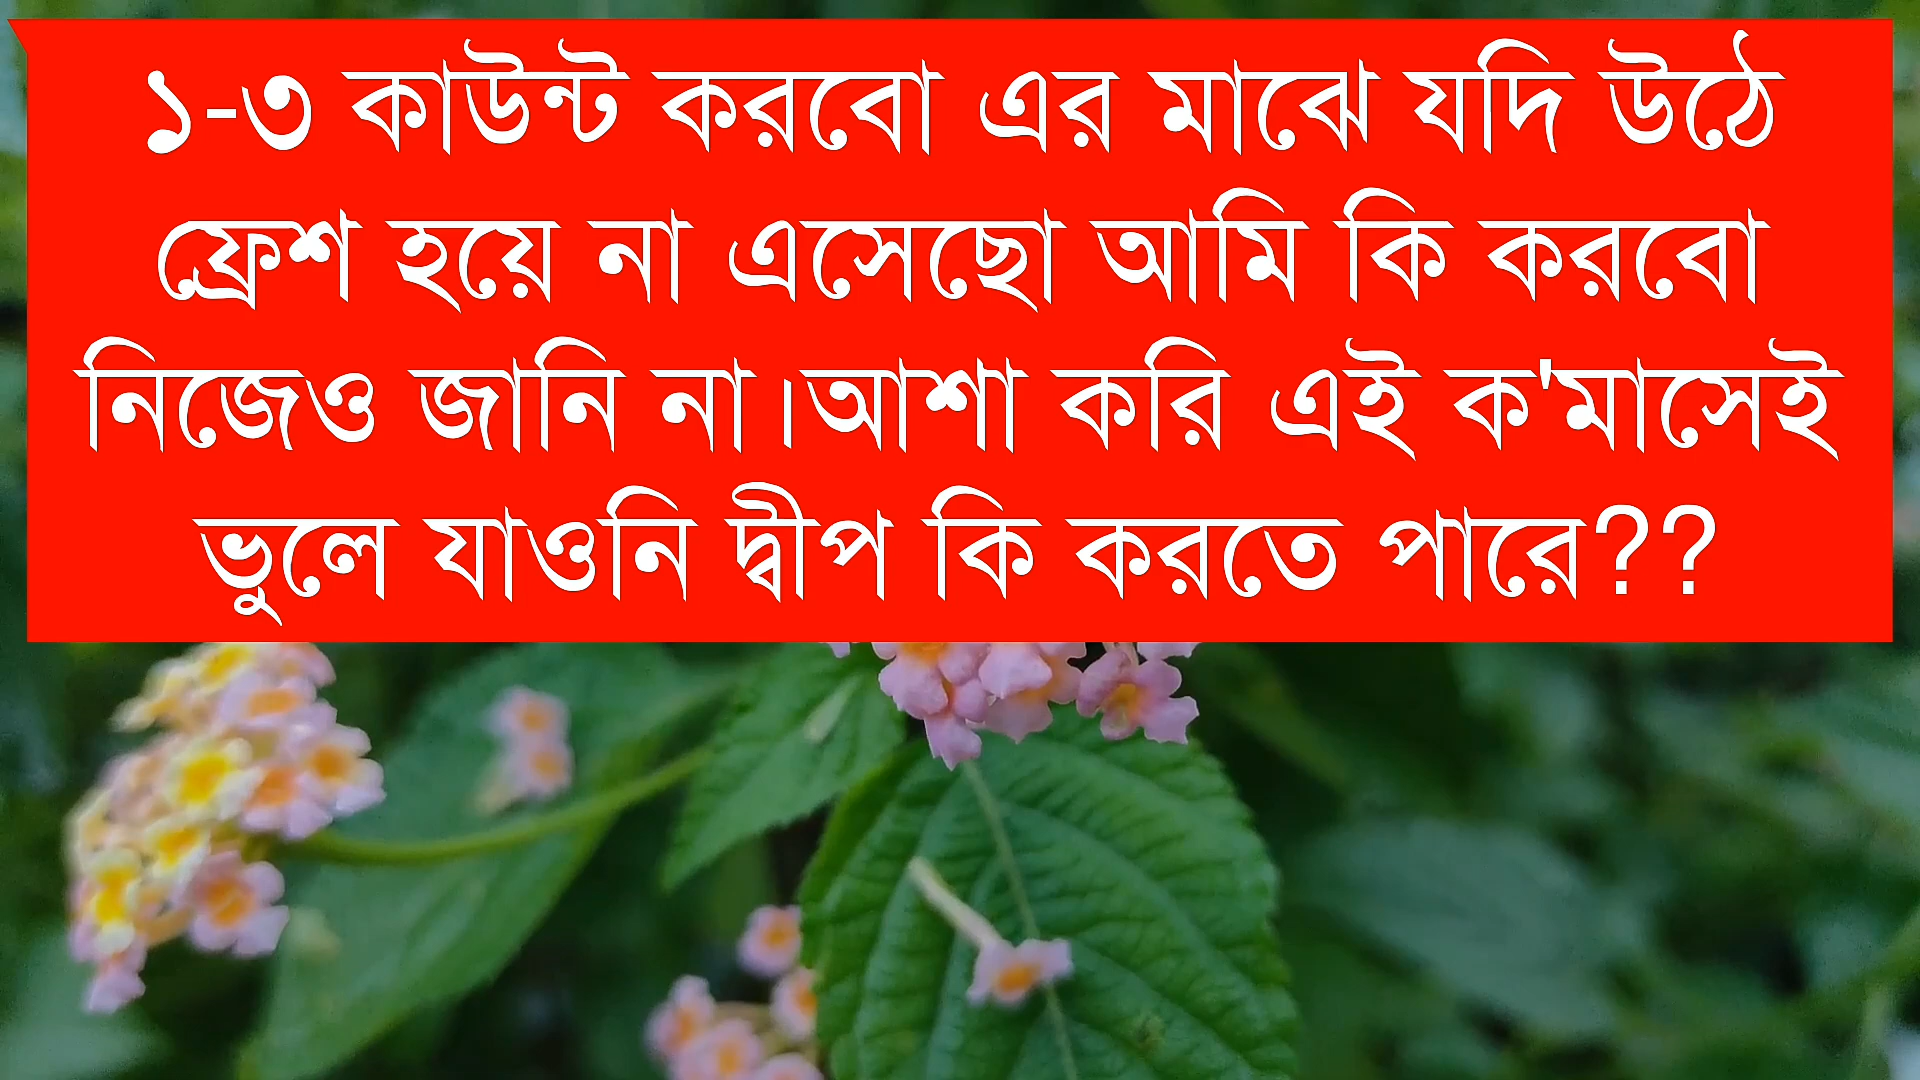 ১-৩ কাউন্ট করবো এর মাঝে যদি উঠে
ফ্রেশ হয়ে না এসেছো আমি কি করবো
নিজেও জানি না।আশা করি এই ক'মাসেই
ভুলে যাওনি দ্বীপ কি করতে পারে??